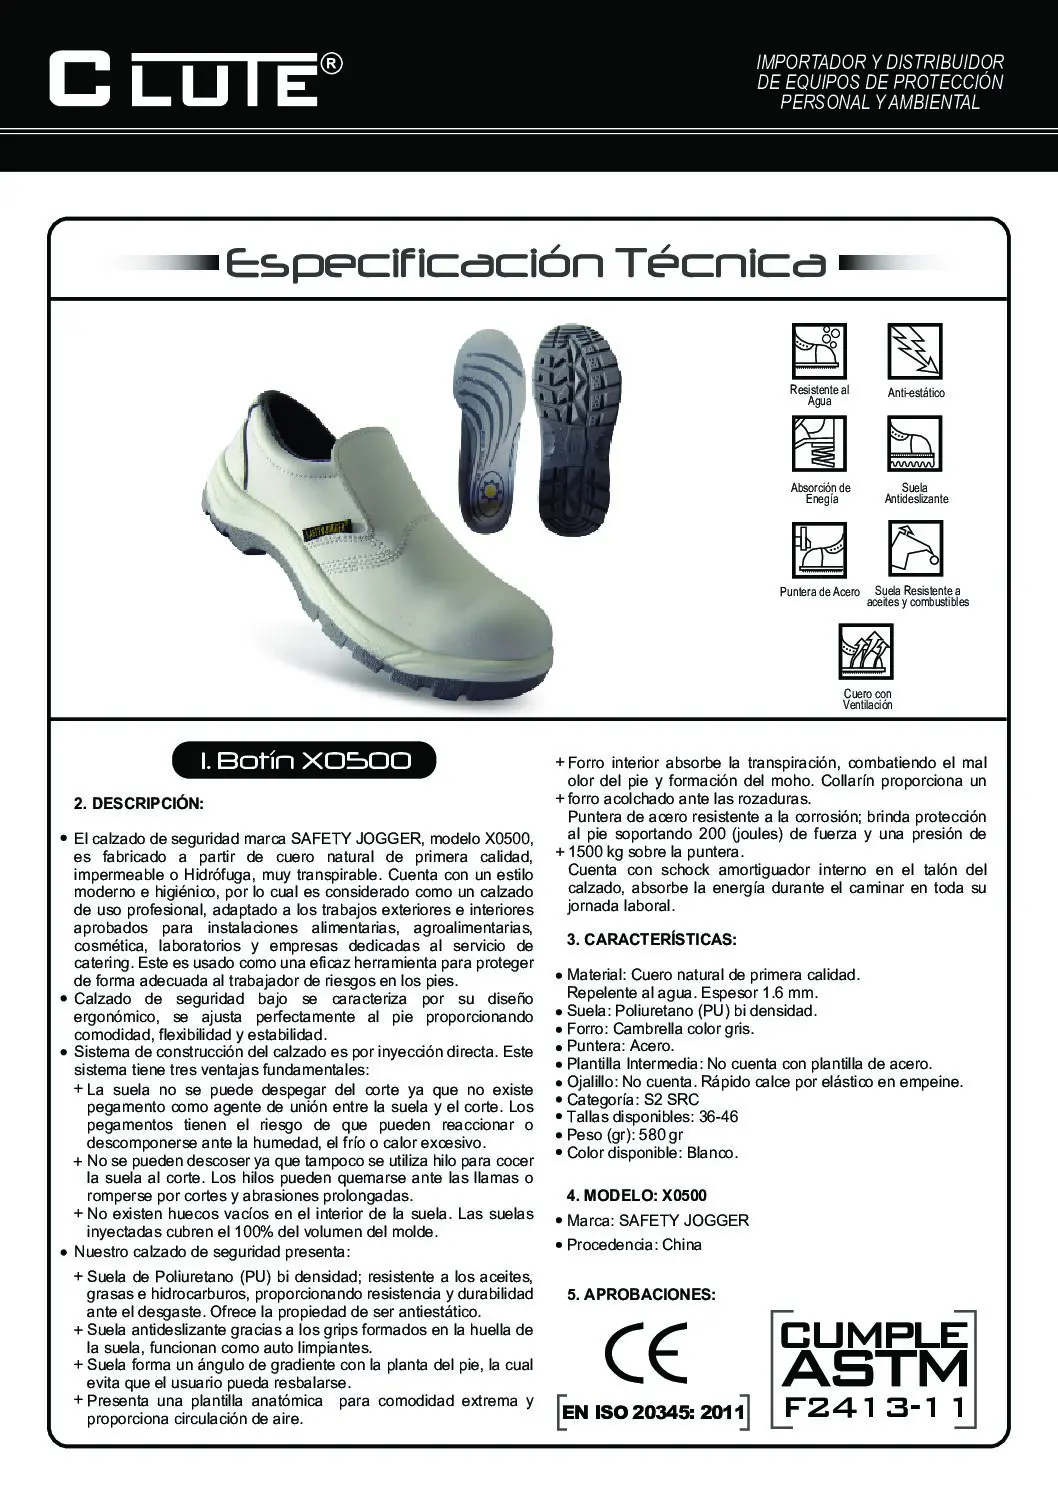 CLUTE®
IMPORTADOR Y DISTRIBUIDOR
DE EQUIPOS DE PROTECCIÓN
PERSONAL Y AMBIENTAL
Especificación Técnica
Resistente al
Agua
Anti-estático
Absorción de
Enegía
Suela
Antideslizante
Puntera de Acero
Suela Resistente a
aceites y combustibles
Cuero con
Ventilación
1. Botín X0500
2. DESCRIPCIÓN:
• El calzado de seguridad marca SAFETY JOGGER, modelo X0500,
es fabricado a partir de cuero natural de primera calidad,
impermeable o Hidrófuga, muy transpirable. Cuenta con un estilo
moderno e higiénico, por lo cual es considerado como un calzado
de uso profesional, adaptado a los trabajos exteriores e interiores
aprobados para instalaciones alimentarias, agroalimentarias,
cosmética, laboratorios y empresas dedicadas al servicio de
catering. Este es usado como una eficaz herramienta para proteger
de forma adecuada al trabajador de riesgos en los pies.
• Calzado de seguridad bajo se caracteriza por su diseño
ergonómico, se ajusta perfectamente al pie proporcionando
comodidad, flexibilidad y estabilidad.
• Sistema de construcción del calzado es por inyección directa. Este
sistema tiene tres ventajas fundamentales:
+ La suela no se puede despegar del corte ya que no existe
pegamento como agente de unión entre la suela y el corte. Los
pegamentos tienen el riesgo de que pueden reaccionar o
descomponerse ante la humedad, el frío o calor excesivo.
+ No se pueden descoser ya que tampoco se utiliza hilo para cocer
la suela al corte. Los hilos pueden quemarse ante las llamas o
romperse por cortes y abrasiones prolongadas.
+ No existen huecos vacíos en el interior de la suela. Las suelas
inyectadas cubren el 100% del volumen del molde.
• Nuestro calzado de seguridad presenta:
+ Suela de Poliuretano (PU) bi densidad; resistente a los aceites,
grasas e hidrocarburos, proporcionando resistencia y durabilidad
ante el desgaste. Ofrece la propiedad de ser antiestático.
+ Suela antideslizante gracias a los grips formados en la huella de
la suela, funcionan como auto limpiantes.
+ Suela forma un ángulo de gradiente con la planta del pie, la cual
evita que el usuario pueda resbalarse.
+ Presenta una plantilla anatómica para comodidad extrema y
proporciona circulación de aire.
+ Forro interior absorbe la transpiración, combatiendo el mal
olor del pie y formación del moho. Collarín proporciona un
+ forro acolchado ante las rozaduras.
Puntera de acero resistente a la corrosión; brinda protección
al pie soportando 200 (joules) de fuerza y una presión de
+ 1500 kg sobre la puntera.
Cuenta con schock amortiguador interno en el talón del
calzado, absorbe la energía durante el caminar en toda su
jornada laboral.
3. CARACTERÍSTICAS:
• Material: Cuero natural de primera calidad.
Repelente al agua. Espesor 1.6 mm.
• Suela: Poliuretano (PU) bi densidad.
• Forro: Cambrella color gris.
• Puntera: Acero.
• Plantilla Intermedia: No cuenta con plantilla de acero.
• Ojalillo: No cuenta. Rápido calce por elástico en empeine.
• Categoría: S2 SRC
• Tallas disponibles: 36-46
• Peso (gr): 580 gr
• Color disponible: Blanco.
4. MODELO: X0500
• Marca: SAFETY JOGGER
• Procedencia: China
5. APROBACIONES:
CE
EN ISO 20345: 2011
CUMPLE
ASTM
F2413-11